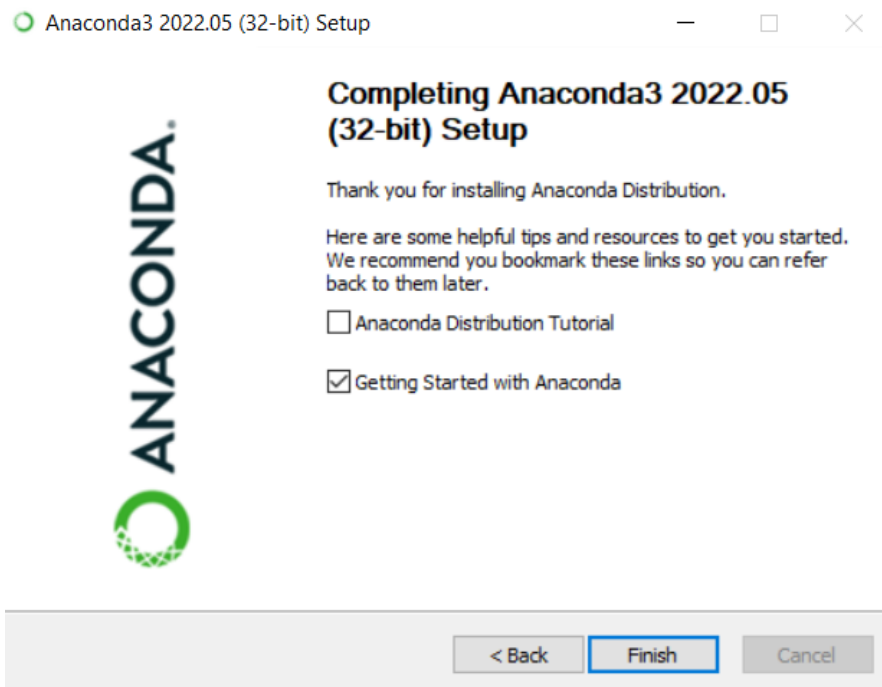 Anaconda3 2022.05 (32-bit) Setup
Completing Anaconda3 2022.05
(32-bit) Setup
Thank you for installing Anaconda Distribution.
Here are some helpful tips and resources to get you started.
We recommend you bookmark these links so you can refer
back to them later.
Anaconda Distribution Tutorial
Getting Started with Anaconda
ANACONDA.
< Back
Finish
Cancel